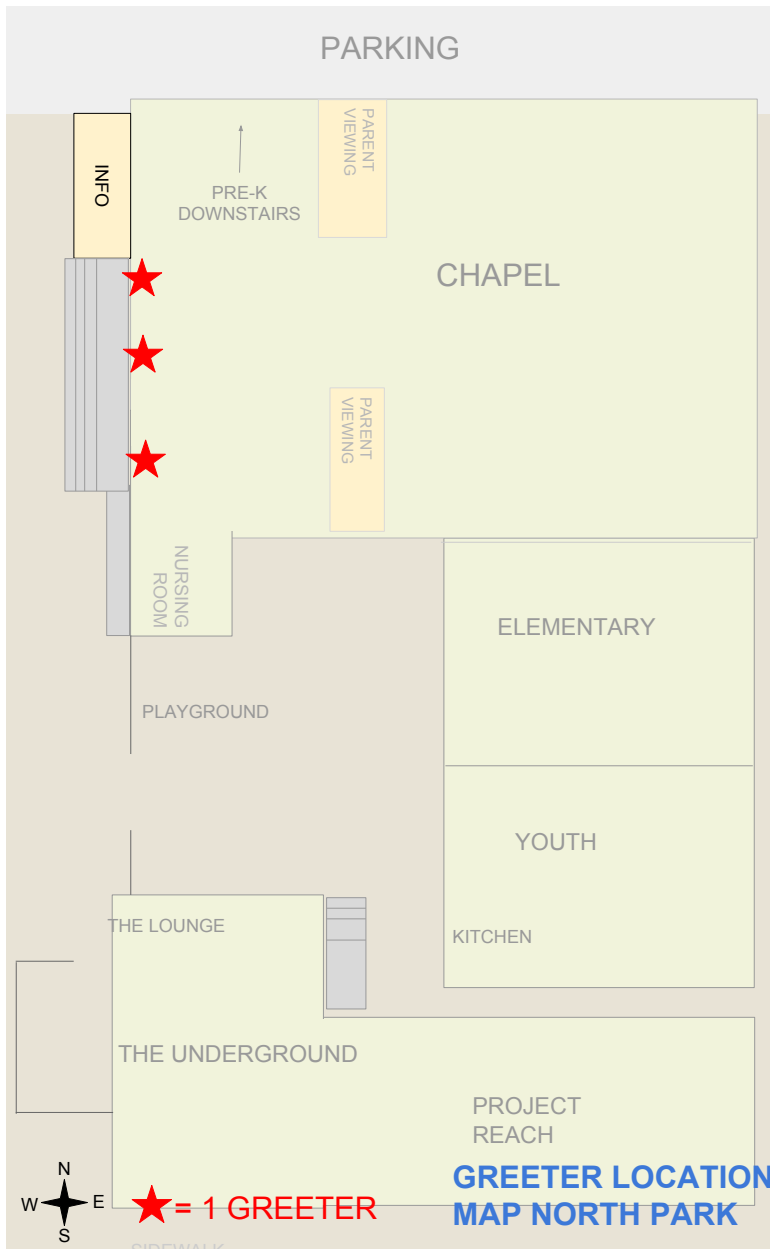 PARKING
INFO
PRE-K
DOWNSTAIRS
PARENT
VIEWING
CHAPEL
PARENT
VIEWING
NURSING
ROOM
ELEMENTARY
PLAYGROUND
YOUTH
THE LOUNGE
KITCHEN
THE UNDERGROUND
PROJECT
REACH
N
W E
S
= 1 GREETER
GREETER LOCATION
MAP NORTH PARK
SIDEWALK